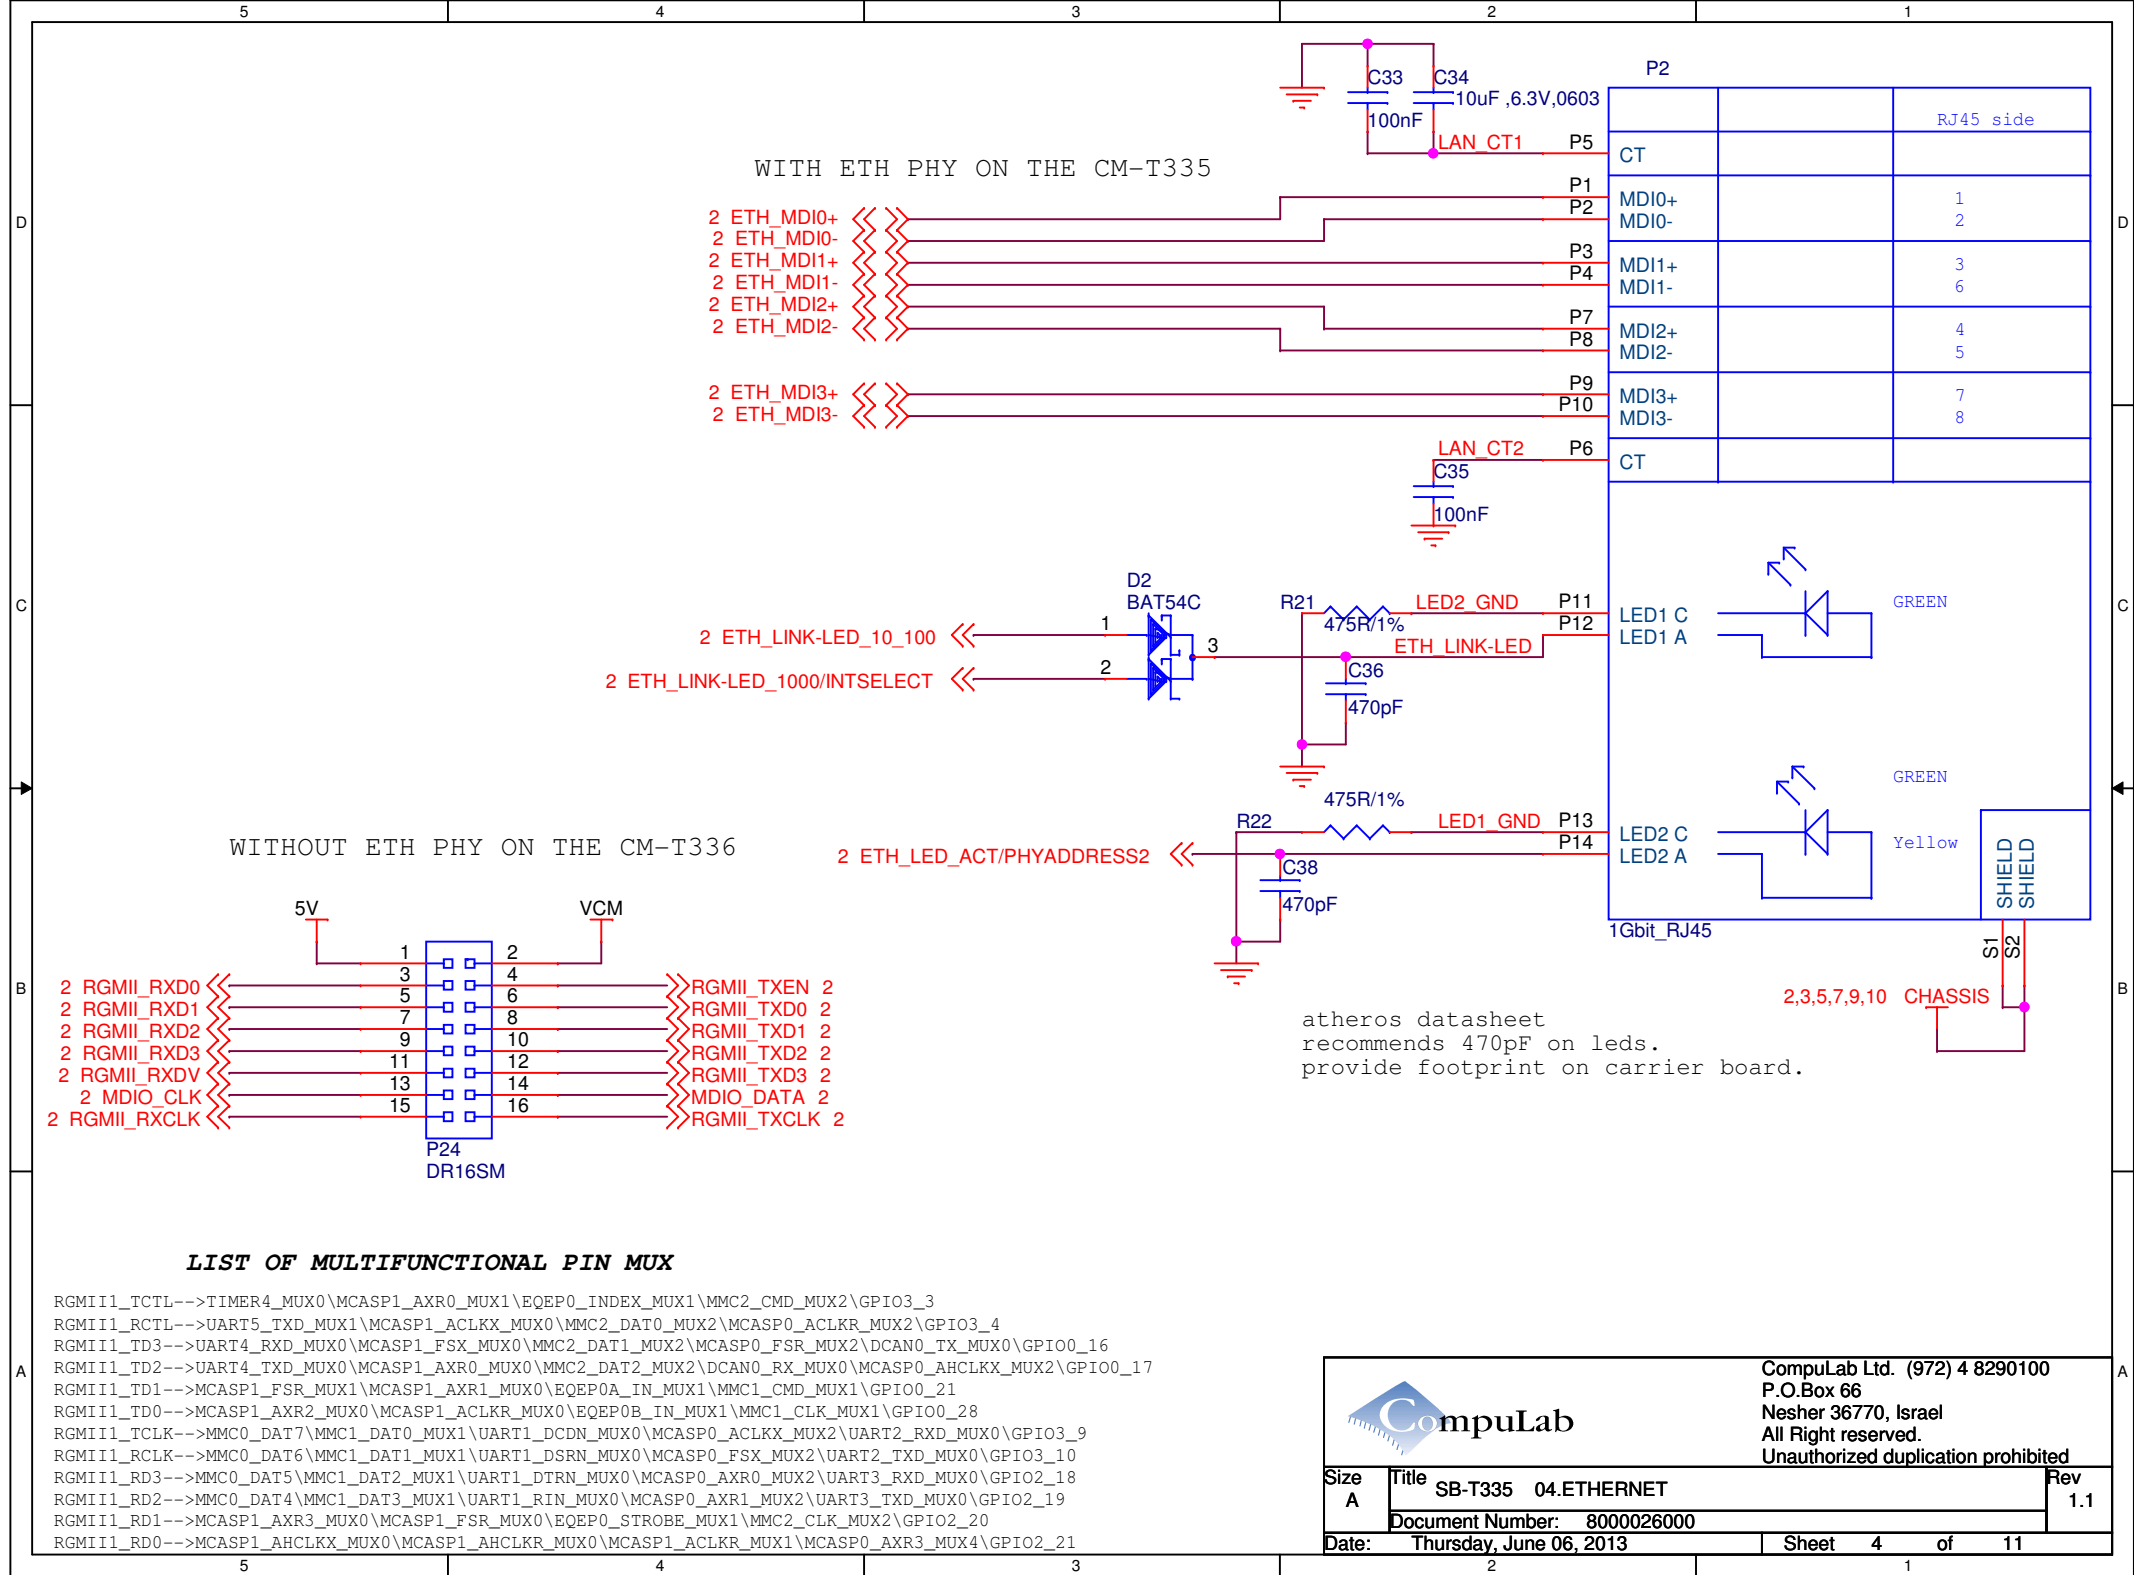 5 4 3 2 1
D
C
B
A
D
C
B
A
WITH ETH PHY ON THE CM-T335
C33
100nF
C34
10uF ,6.3V,0603
LAN_CT1
P2
RJ45 side
P5 CT
2 ETH_MDI0+ P1 MDI0+ 1
2 ETH_MDI0- P2 MDI0- 2
2 ETH_MDI1+ P3 MDI1+ 3
2 ETH_MDI1- P4 MDI1- 6
2 ETH_MDI2+ P7 MDI2+ 4
2 ETH_MDI2- P8 MDI2- 5
2 ETH_MDI3+ P9 MDI3+ 7
2 ETH_MDI3- P10 MDI3- 8
LAN_CT2 P6 CT
C35
100nF
D2
BAT54C
2 ETH_LINK-LED_10_100 1
2 ETH_LINK-LED_1000/INTSELECT 2
3
R21
475R/1%
LED2_GND P11 LED1 C
ETH_LINK-LED P12 LED1 A
GREEN
C36
470pF
475R/1%
R22
LED1_GND P13 LED2 C
2 ETH_LED_ACT/PHYADDRESS2 P14 LED2 A
GREEN
Yellow
C38
470pF
SHIELD
SHIELD
1Gbit_RJ45
S1
S2
2,3,5,7,9,10 CHASSIS
atheros datasheet
recommends 470pF on leds.
provide footprint on carrier board.
WITHOUT ETH PHY ON THE CM-T336
5V VCM
1 2
2 RGMII_RXD0 3 4 RGMII_TXEN 2
2 RGMII_RXD1 5 6 RGMII_TXD0 2
2 RGMII_RXD2 7 8 RGMII_TXD1 2
2 RGMII_RXD3 9 10 RGMII_TXD2 2
2 RGMII_RXDV 11 12 RGMII_TXD3 2
2 MDIO_CLK 13 14 MDIO_DATA 2
2 RGMII_RXCLK 15 16 RGMII_TXCLK 2
P24
DR16SM
LIST OF MULTIFUNCTIONAL PIN MUX
RGMII1_TCTL-->TIMER4_MUX0\MCASP1_AXR0_MUX1\EQEP0_INDEX_MUX1\MMC2_CMD_MUX2\GPIO3_3
RGMII1_RCTL-->UART5_TXD_MUX1\MCASP1_ACLKX_MUX0\MMC2_DAT0_MUX2\MCASP0_ACLKR_MUX2\GPIO3_4
RGMII1_TD3-->UART4_RXD_MUX0\MCASP1_FSX_MUX0\MMC2_DAT1_MUX2\MCASP0_FSR_MUX2\DCAN0_TX_MUX0\GPIO0_16
RGMII1_TD2-->UART4_TXD_MUX0\MCASP1_AXR0_MUX0\MMC2_DAT2_MUX2\DCAN0_RX_MUX0\MCASP0_AHCLKX_MUX2\GPIO0_17
RGMII1_TD1-->MCASP1_FSR_MUX1\MCASP1_AXR1_MUX0\EQEP0A_IN_MUX1\MMC1_CMD_MUX1\GPIO0_21
RGMII1_TD0-->MCASP1_AXR2_MUX0\MCASP1_ACLKR_MUX0\EQEP0B_IN_MUX1\MMC1_CLK_MUX1\GPIO0_28
RGMII1_TCLK-->MMC0_DAT7\MMC1_DAT0_MUX1\UART1_DCDN_MUX0\MCASP0_ACLKX_MUX2\UART2_RXD_MUX0\GPIO3_9
RGMII1_RCLK-->MMC0_DAT6\MMC1_DAT1_MUX1\UART1_DSRN_MUX0\MCASP0_FSX_MUX2\UART2_TXD_MUX0\GPIO3_10
RGMII1_RD3-->MMC0_DAT5\MMC1_DAT2_MUX1\UART1_DTRN_MUX0\MCASP0_AXR0_MUX2\UART3_RXD_MUX0\GPIO2_18
RGMII1_RD2-->MMC0_DAT4\MMC1_DAT3_MUX1\UART1_RIN_MUX0\MCASP0_AXR1_MUX2\UART3_TXD_MUX0\GPIO2_19
RGMII1_RD1-->MCASP1_AXR3_MUX0\MCASP1_FSR_MUX0\EQEP0_STROBE_MUX1\MMC2_CLK_MUX2\GPIO2_20
RGMII1_RD0-->MCASP1_AHCLKX_MUX0\MCASP1_AHCLKR_MUX0\MCASP1_ACLKR_MUX1\MCASP0_AXR3_MUX4\GPIO2_21
CompuLab
CompuLab Ltd. (972) 4 8290100
P.O.Box 66
Nesher 36770, Israel
All Right reserved.
Unauthorized duplication prohibited
Size
A
Title SB-T335 04.ETHERNET
Rev
1.1
Document Number: 8000026000
Date: Thursday, June 06, 2013 Sheet 4 of 11
5 4 3 2 1